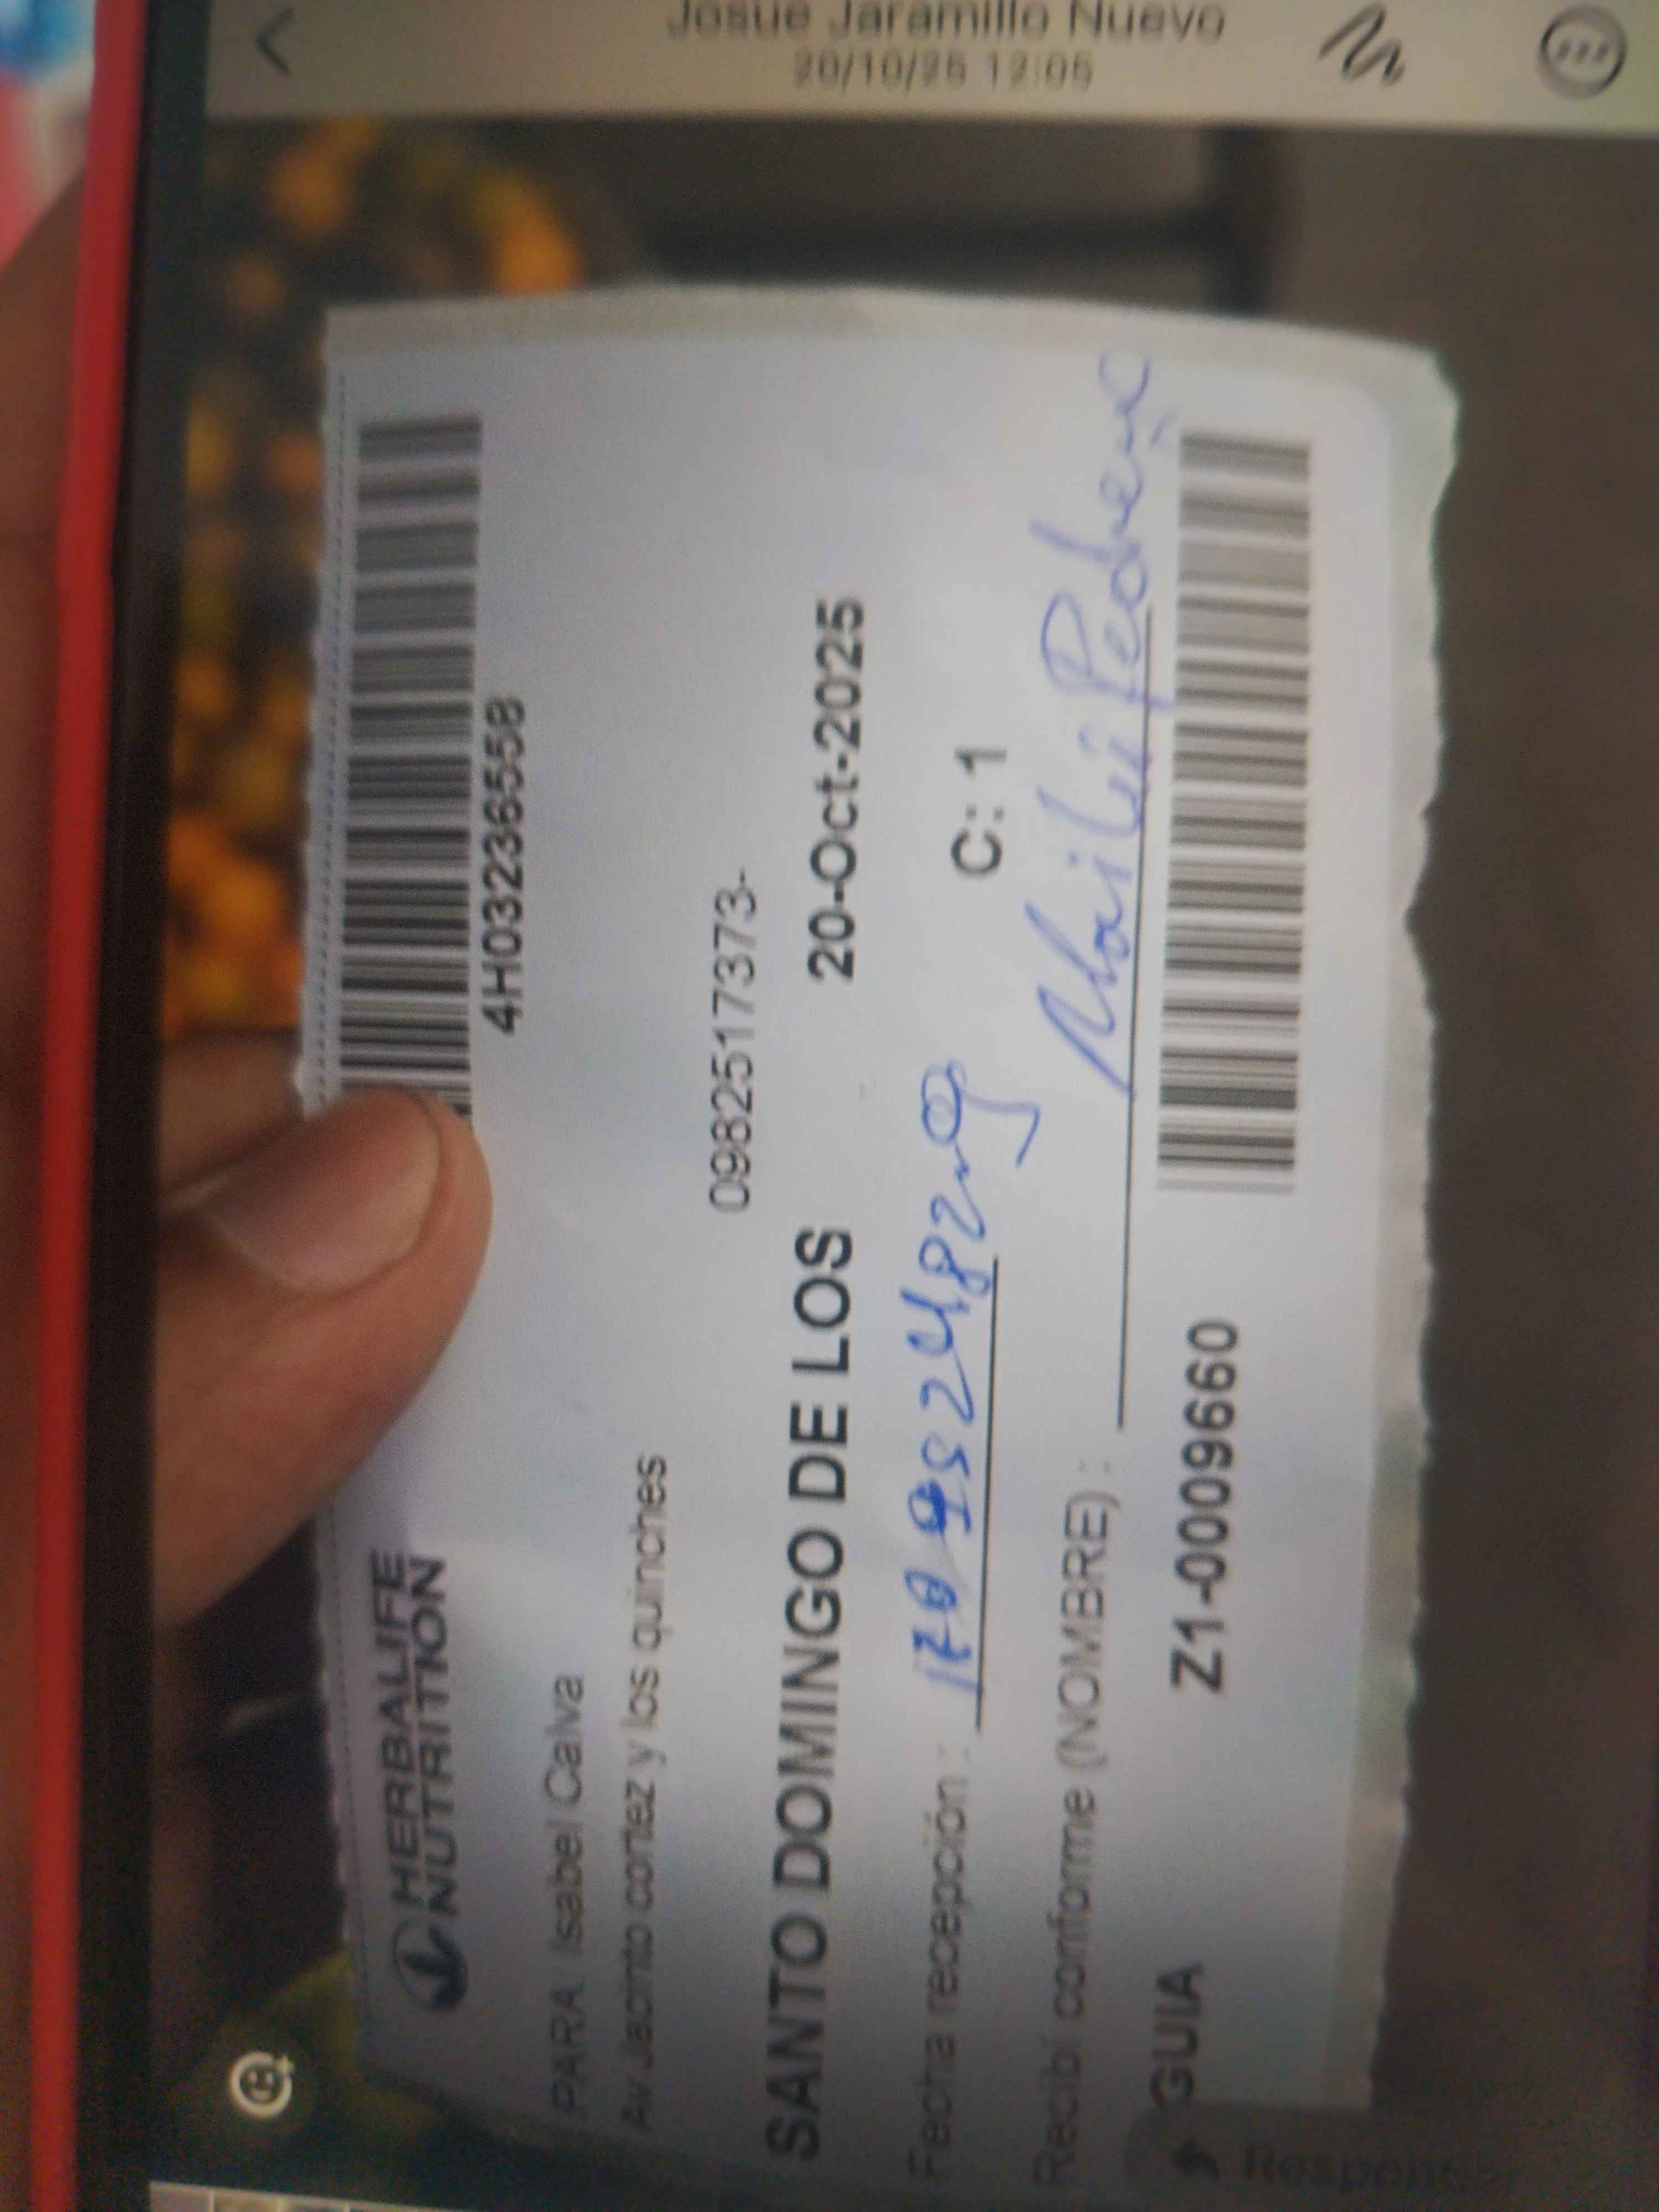 Josue Jaramillo Nuevo
20/10/25 12:05
HERBALIFE
NUTRITION
4H03236558
PARA Isabel Calva
Av Jacinto cortez y los quinches
0982517373-
SANTO DOMINGO DE LOS 20-Oct-2025
Fecha recepción :
C: 1
Recibí conforme (NOMBRE) :
GUIA Z1-0009660
Responder